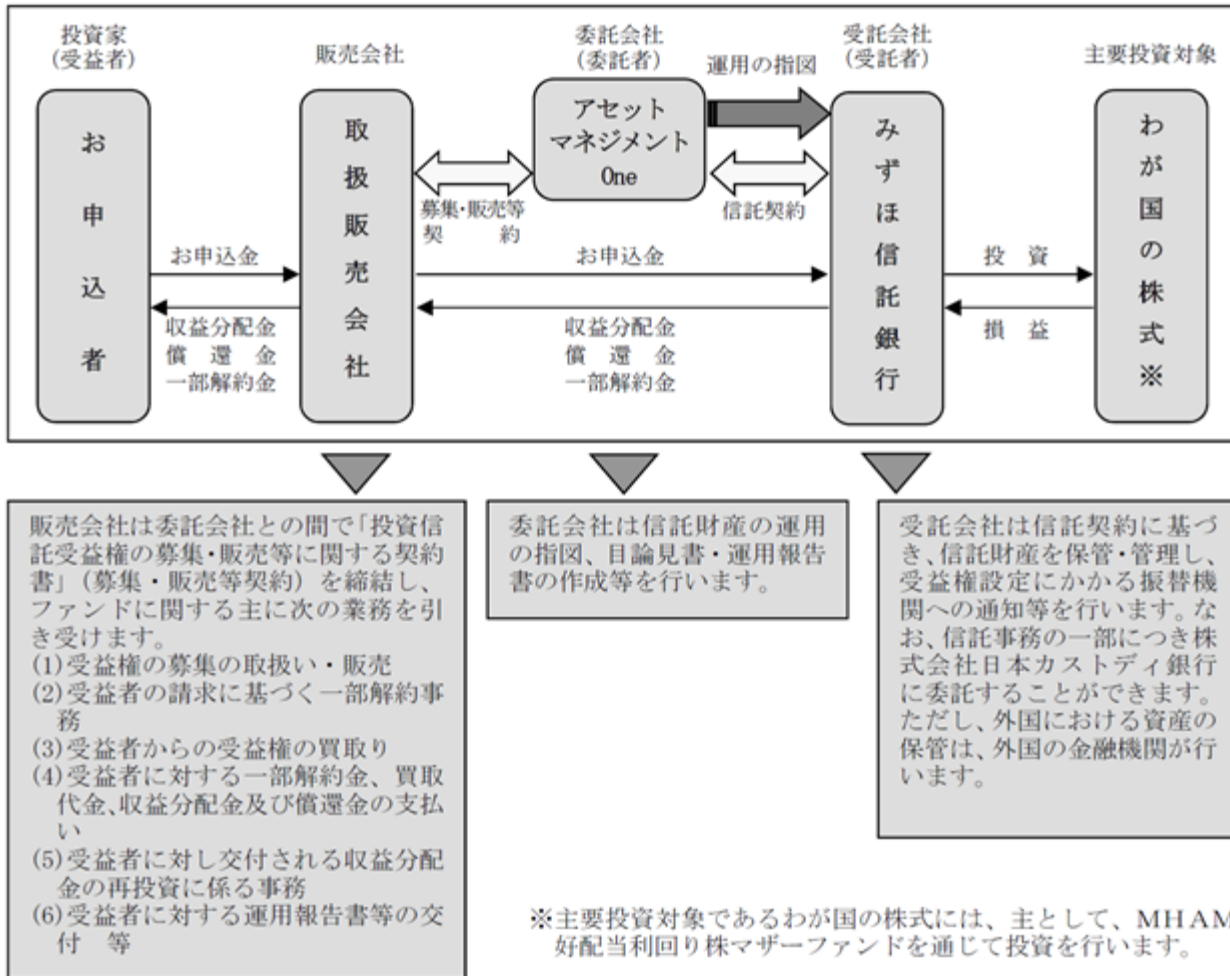 投資家
(受益者)
販売会社
委託会社
(委託者)
運用の指図
受託会社
(受託者)
主要投資対象
お申込者
取扱販売会社
アセット
マネジメント
One
みずほ信託銀行
わが国の株式※
募集・販売等
契　約
信託契約
お申込金
お申込金
投　資
収益分配金
償　還　金
一部解約金
収益分配金
償　還　金
一部解約金
損　益
販売会社は委託会社との間で「投資信
託受益権の募集・販売等に関する契約
書」(募集・販売等契約)を締結し、
ファンドに関する主に次の業務を引
き受けます。
(1)受益権の募集の取扱い・販売
(2)受益者の請求に基づく一部解約事
務
(3)受益者からの受益権の買取り
(4)受益者に対する一部解約金、買取
代金、収益分配金及び償還金の支払
い
(5)受益者に対し交付される収益分配
金の再投資に係る事務
(6)受益者に対する運用報告書等の交
付　等
委託会社は信託財産の運用
の指図、目論見書・運用報告
書の作成等を行います。
受託会社は信託契約に基づ
き、信託財産を保管・管理し、
受益権設定にかかる振替機
関への通知等を行います。な
お、信託事務の一部につき株
式会社日本カストディ銀行
に委託することができます。
ただし、外国における資産の
保管は、外国の金融機関が行
います。
※主要投資対象であるわが国の株式には、主として、MHAM
好配当利回り株マザーファンドを通じて投資を行います。